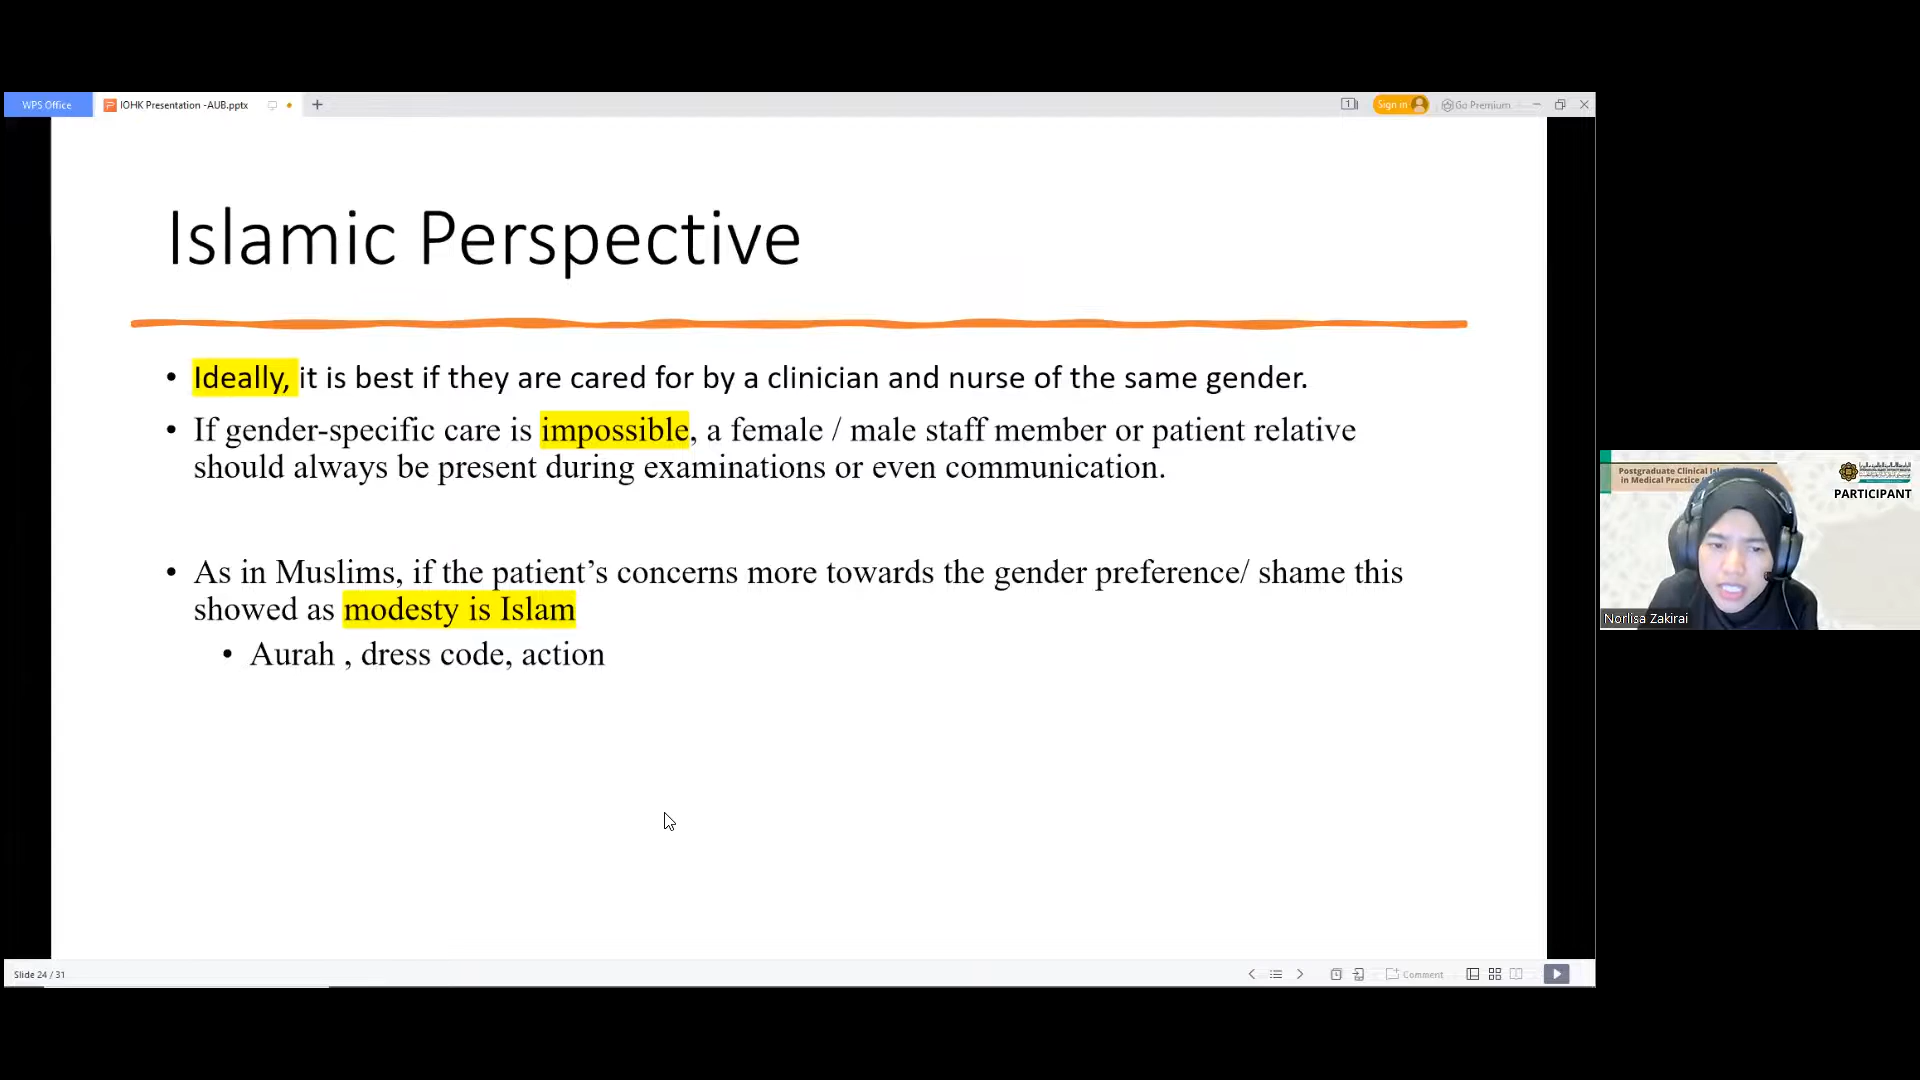 WPS Office
IOHK Presentation -AUB.pptx
Sign in
Go Premium
Islamic Perspective
• Ideally, it is best if they are cared for by a clinician and nurse of the same gender.
• If gender-specific care is impossible, a female / male staff member or patient relative
should always be present during examinations or even communication.
• As in Muslims, if the patient’s concerns more towards the gender preference/ shame this
showed as modesty is Islam
• Aurah , dress code, action
Postgraduate Clinical
in Medical Practice
PARTICIPANT
Norlisa Zakirai
Slide 24 / 31
Comment